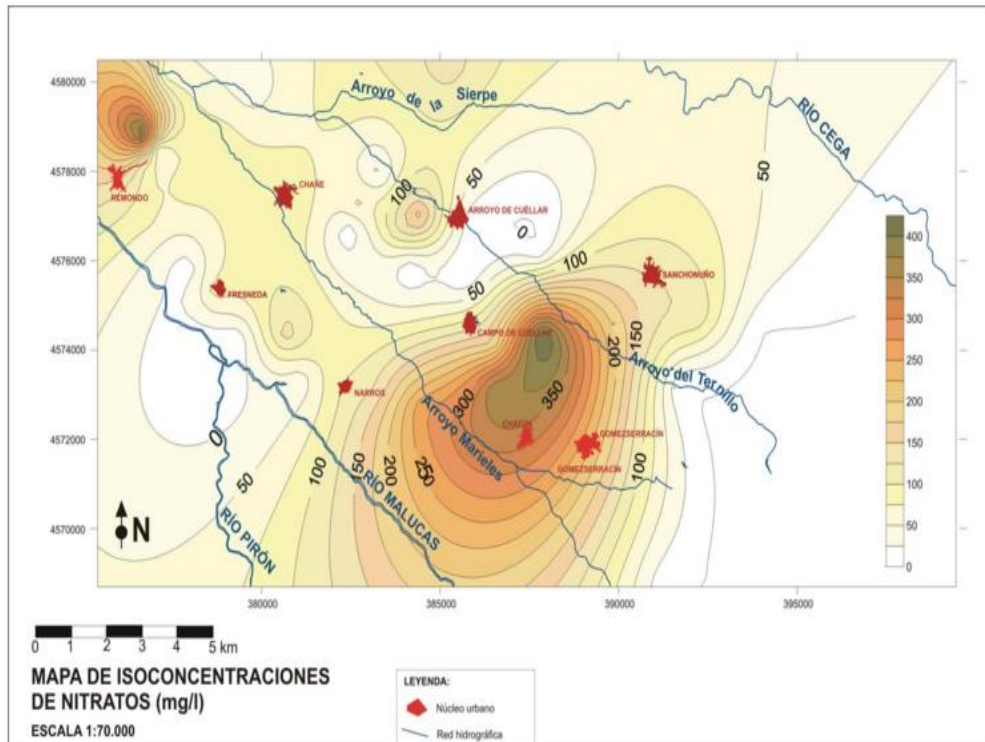 4580000
4578000
4576000
4574000
4572000
4570000
Arroyo de la Sierpe
RÍO CEGA
50
REMONDO
CHAÑE
100
50
ARROYO DE CUÉLLAR
0
100
SANCHONUÑO
FRESNEDA
50
CAMPO DE CUÉLLAR
200
150
Arroyo del Ternillo
NARROS
300
350
CHATÚN
GOMEZSERRACÍN
GOMEZSERRACÍN
Arroyo Marieles
0
50
100
150
200
250
100
RÍO MALUCAS
RÍO PIRÓN
N
400
350
300
250
200
150
100
50
0
380000
385000
390000
395000
0 1 2 3 4 5 km
MAPA DE ISOCONCENTRACIONES
DE NITRATOS (mg/l)
ESCALA 1:70.000
LEYENDA:
Núcleo urbano
Red hidrográfica